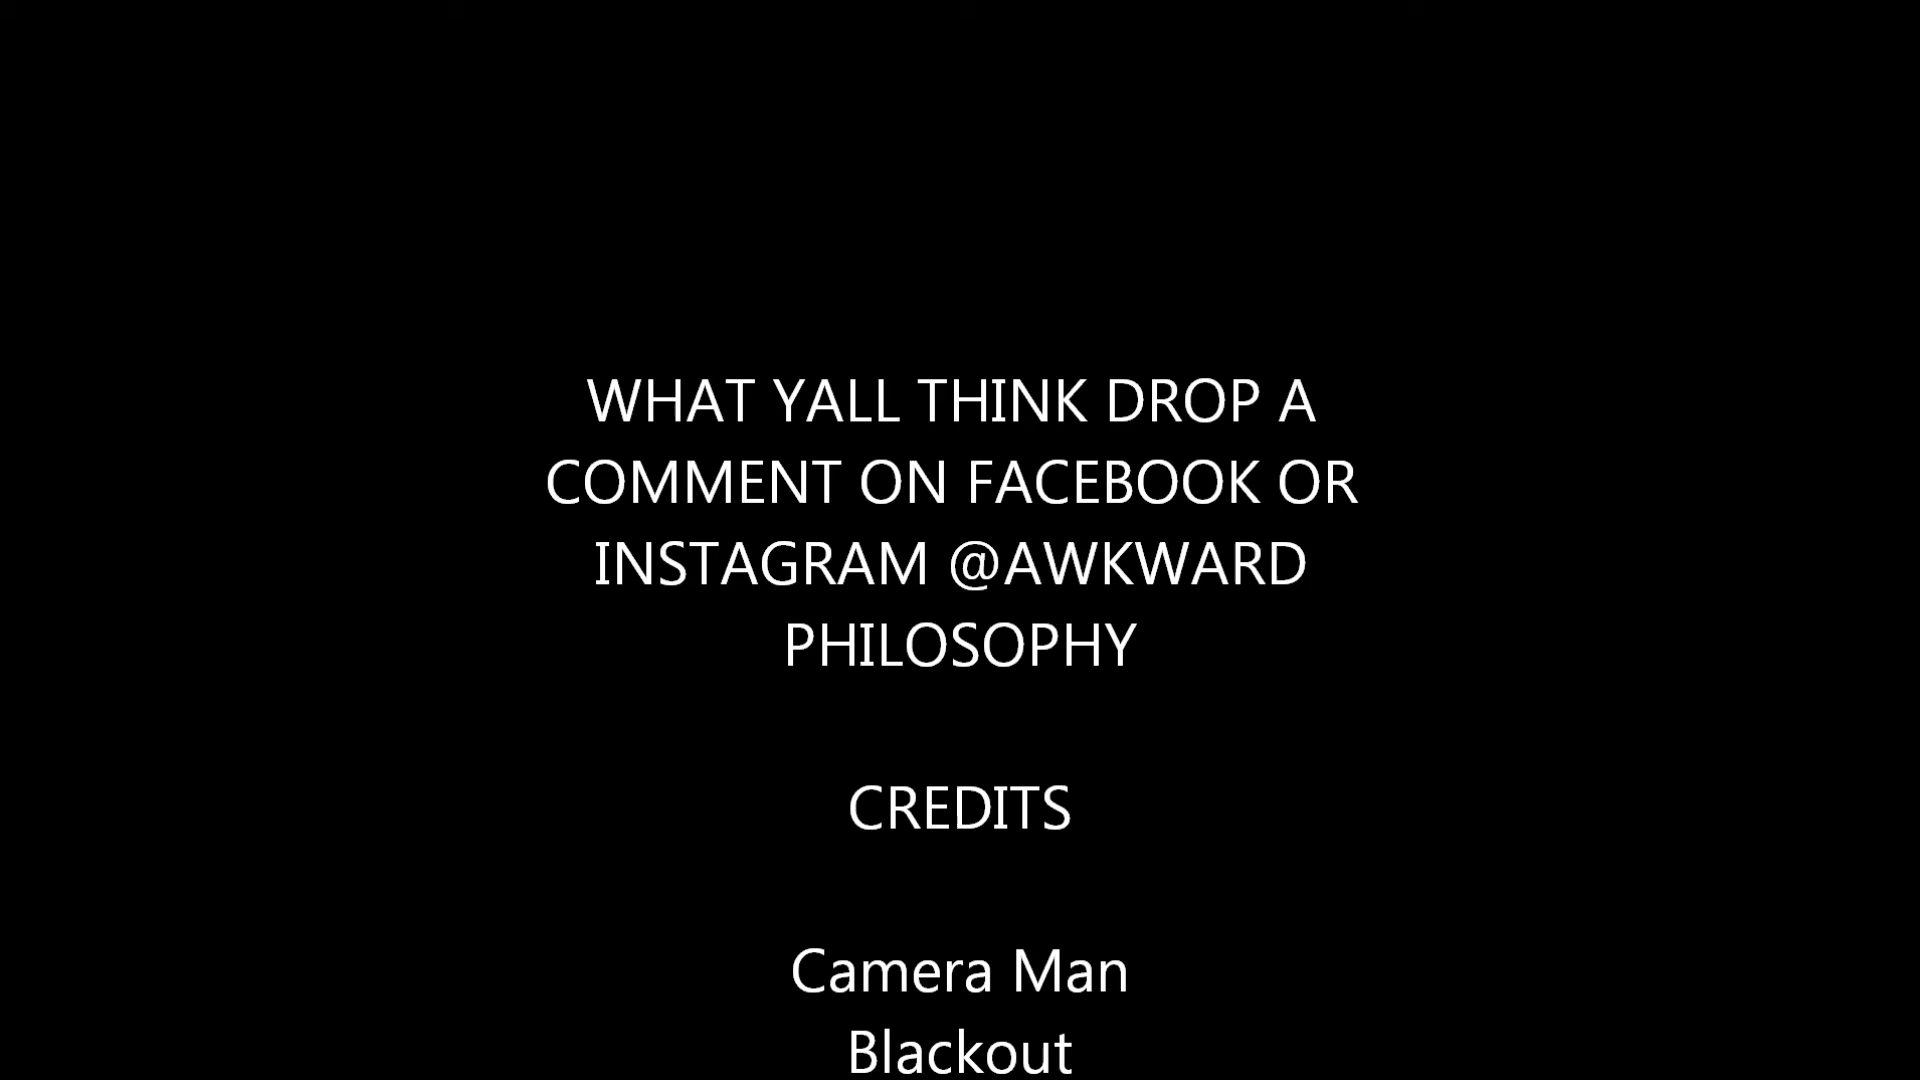 WHAT YALL THINK DROP A
COMMENT ON FACEBOOK OR
INSTAGRAM @AWKWARD
PHILOSOPHY
CREDITS
Camera Man
Blackout